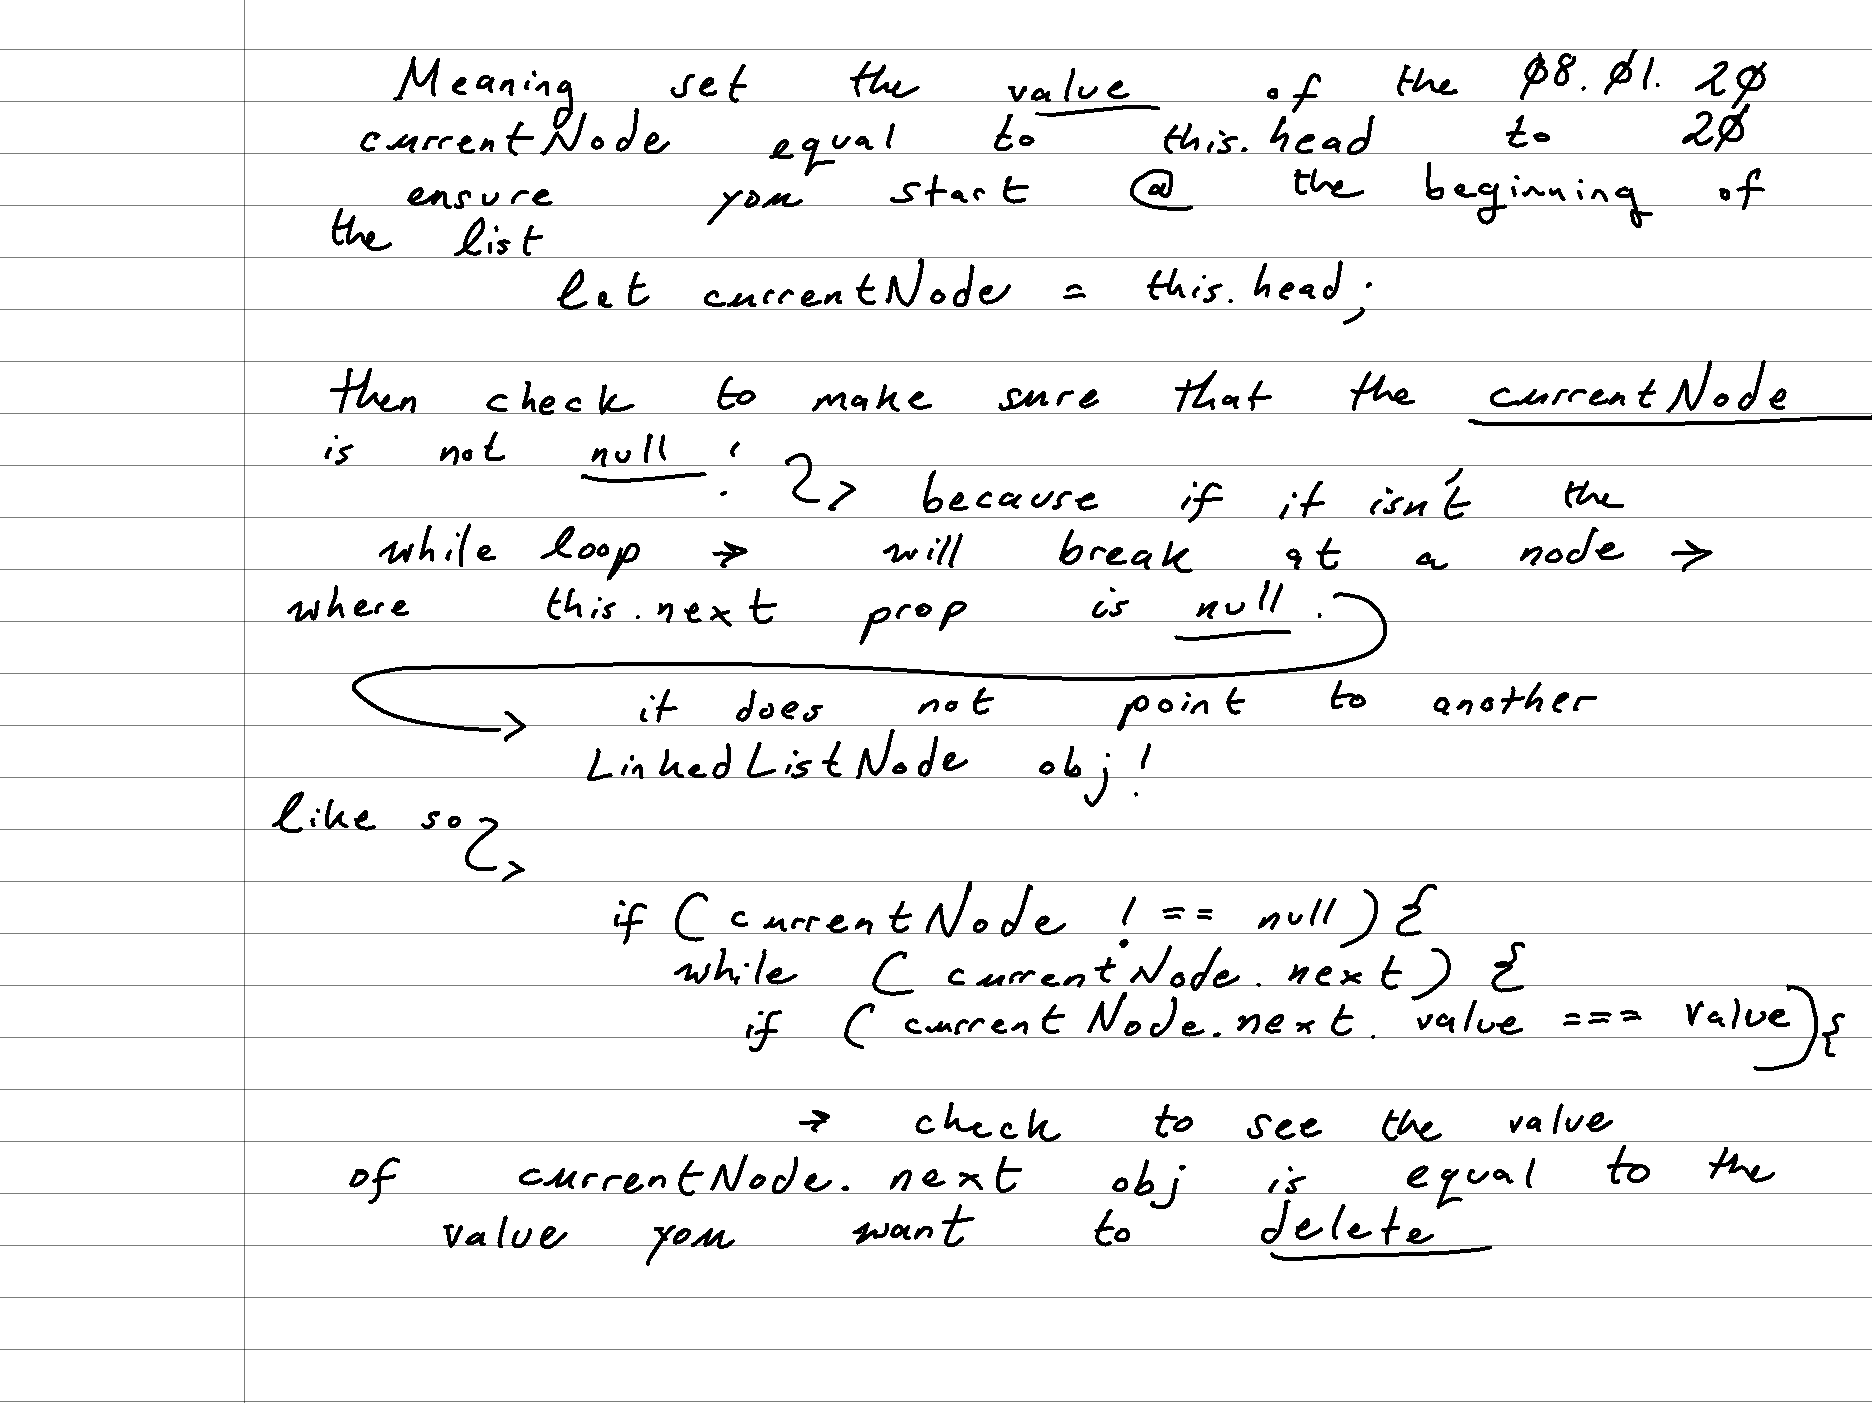 Meaning set the value of the Ø8.Ø1.2Ø
currentNode equal to this.head to 2Ø
ensure you start @ the beginning of
the list
let currentNode = this.head;
then check to make sure that the currentNode
is not null!
because if it isn't the
while loop → will break at a node →
where this.next prop is null.
it does not point to another
LinkedListNode obj!
like so
if (currentNode !== null) {
while (currentNode.next) {
if (currentNode.next.value === value) {
→ check to see the value
of currentNode.next obj is equal to the
value you want to delete